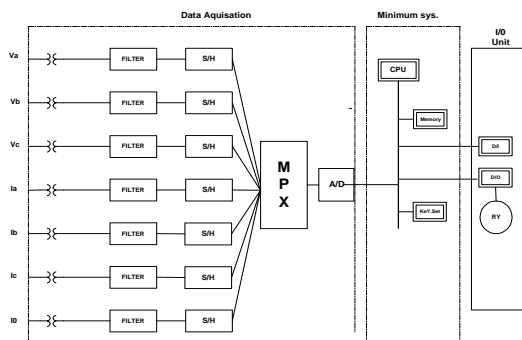 Data Aquisation
Minimum sys.
I/0
Unit
Va
FILTER
S/H
CPU
Vb
FILTER
S/H
Memory
Vc
FILTER
S/H
M
P
X
A/D
D/I
Ia
FILTER
S/H
D/O
Ib
FILTER
S/H
KeY.Set
RY
Ic
FILTER
S/H
I0
FILTER
S/H